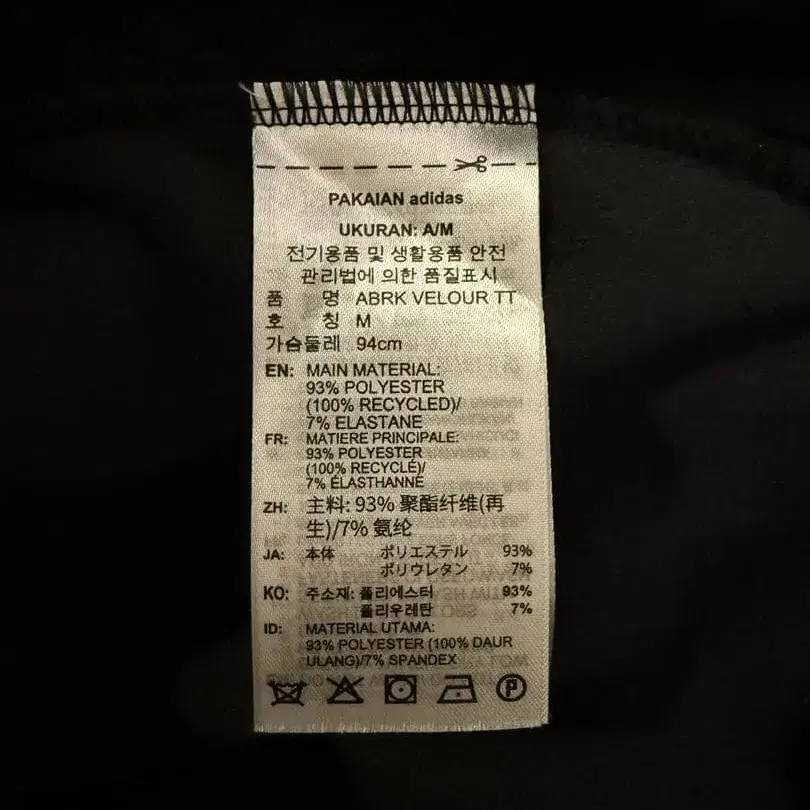 PAKAIAN adidas
UKURAN: A/M
전기용품 및 생활용품 안전
관리법에 의한 품질표시
품 명 ABRK VELOUR TT
호 칭 M
가슴둘레 94cm
EN: MAIN MATERIAL:
93% POLYESTER
(100% RECYCLED)/
7% ELASTANE
FR: MATIERE PRINCIPALE:
93% POLYESTER
(100% RECYCLÉ)/
7% ÉLASTHANNE
ZH: 主料: 93% 聚酯纤维(再
生)/7% 氨纶
JA: 本体 ポリエステル 93%
ポリウレタン 7%
KO: 주소재: 폴리에스터 93%
폴리우레탄 7%
ID: MATERIAL UTAMA:
93% POLYESTER (100% DAUR
ULANG)/7% SPANDEX
P